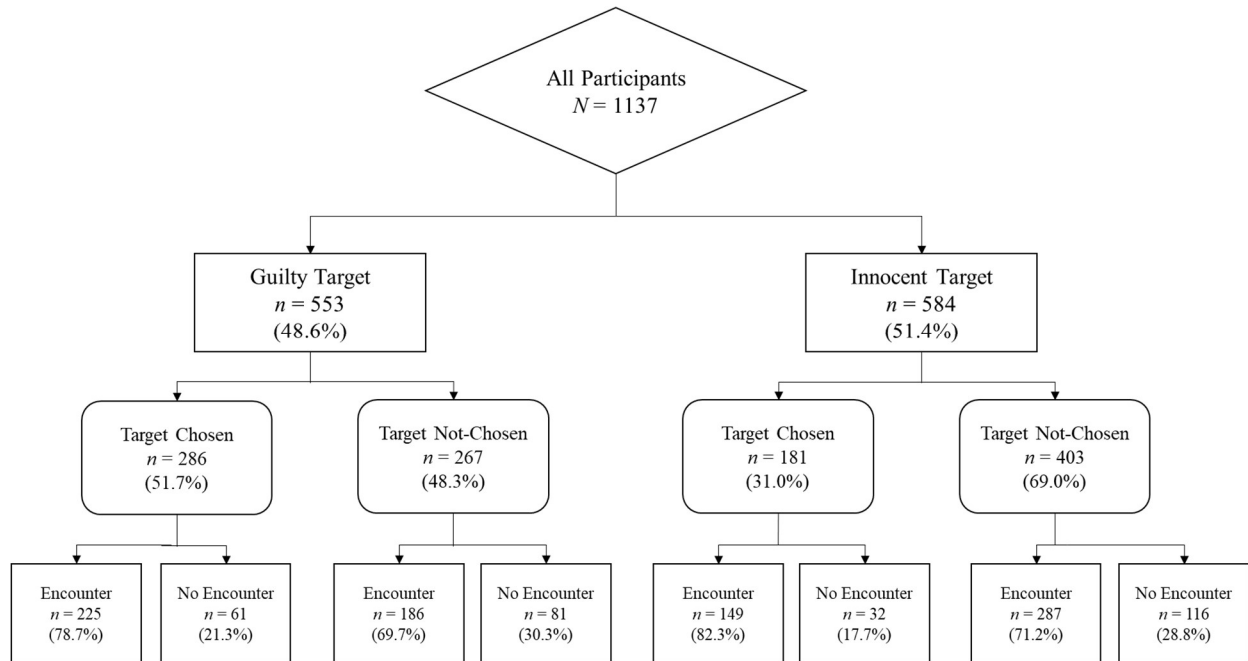 All Participants
N = 1137
Guilty Target
n = 553
(48.6%)
Innocent Target
n = 584
(51.4%)
Target Chosen
n = 286
(51.7%)
Target Not-Chosen
n = 267
(48.3%)
Target Chosen
n = 181
(31.0%)
Target Not-Chosen
n = 403
(69.0%)
Encounter
n = 225
(78.7%)
No Encounter
n = 61
(21.3%)
Encounter
n = 186
(69.7%)
No Encounter
n = 81
(30.3%)
Encounter
n = 149
(82.3%)
No Encounter
n = 32
(17.7%)
Encounter
n = 287
(71.2%)
No Encounter
n = 116
(28.8%)